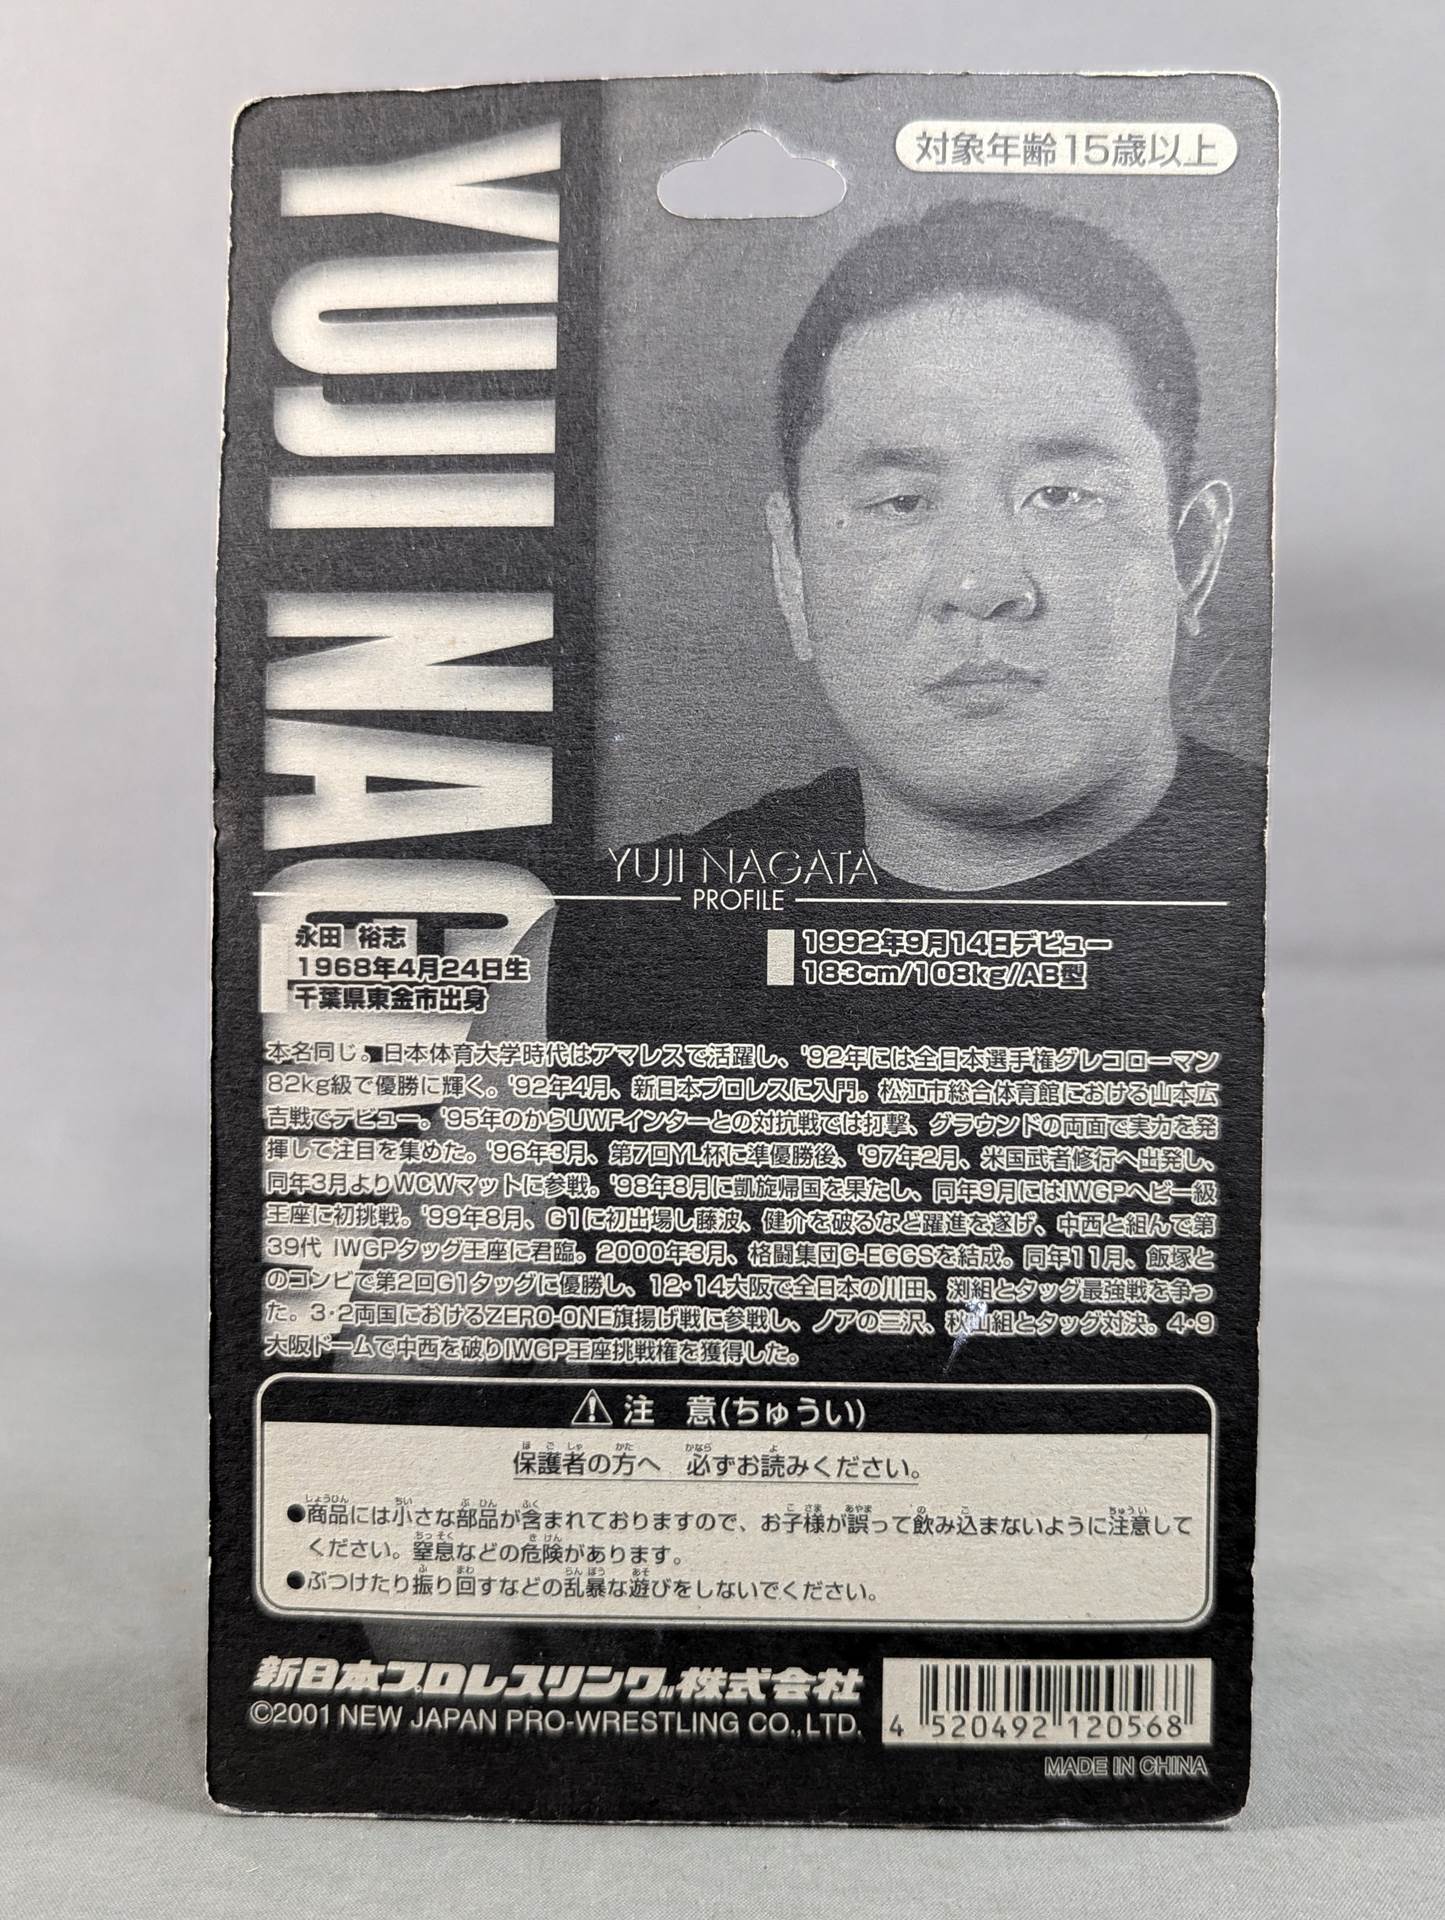 対象年齢15歳以上
YUJI NAGATA
YUJI NAGATA
PROFILE
永田 裕志
1968年4月24日生
千葉県東金市出身
1992年9月14日デビュー
183cm/108kg/AB型
本名同じ。日本体育大学時代はアマレスで活躍し、'92年には全日本選手権グレコローマン
82kg級で優勝に輝く。'92年4月、新日本プロレスに入門。松江市総合体育館における山本広
吉戦でデビュー。'95年のからUWFインターとの対抗戦では打撃、グラウンドの両面で実力を発
揮して注目を集めた。'96年3月、第7回YL杯に準優勝後、'97年2月、米国武者修行へ出発し、
同年3月よりWCWマットに参戦。'98年8月に凱旋帰国を果たし、同年9月にはIWGPヘビー級
王座に初挑戦。'99年8月、G1に初出場し藤波、健介を破るなど躍進を遂げ、中西と組んで第
39代 IWGPタッグ王座に君臨。2000年3月、格闘集団G-EGGSを結成。同年11月、飯塚と
のコンビで第2回G1タッグに優勝し、12・14大阪で全日本の川田、渕組とタッグ最強戦を争っ
た。3・2両国におけるZERO-ONE旗揚げ戦に参戦し、ノアの三沢、秋山組とタッグ対決。4・9
大阪ドームで中西を破りIWGP王座挑戦権を獲得した。
⚠注 意(ちゅうい)
保護者の方へ 必ずお読みください。
●商品には小さな部品が含まれておりますので、お子様が誤って飲み込まないように注意して
ください。窒息などの危険があります。
●ぶつけたり振り回すなどの乱暴な遊びをしないでください。
新日本プロレスリング株式会社
©2001 NEW JAPAN PRO-WRESTLING CO.,LTD.
4 520492 120568
MADE IN CHINA